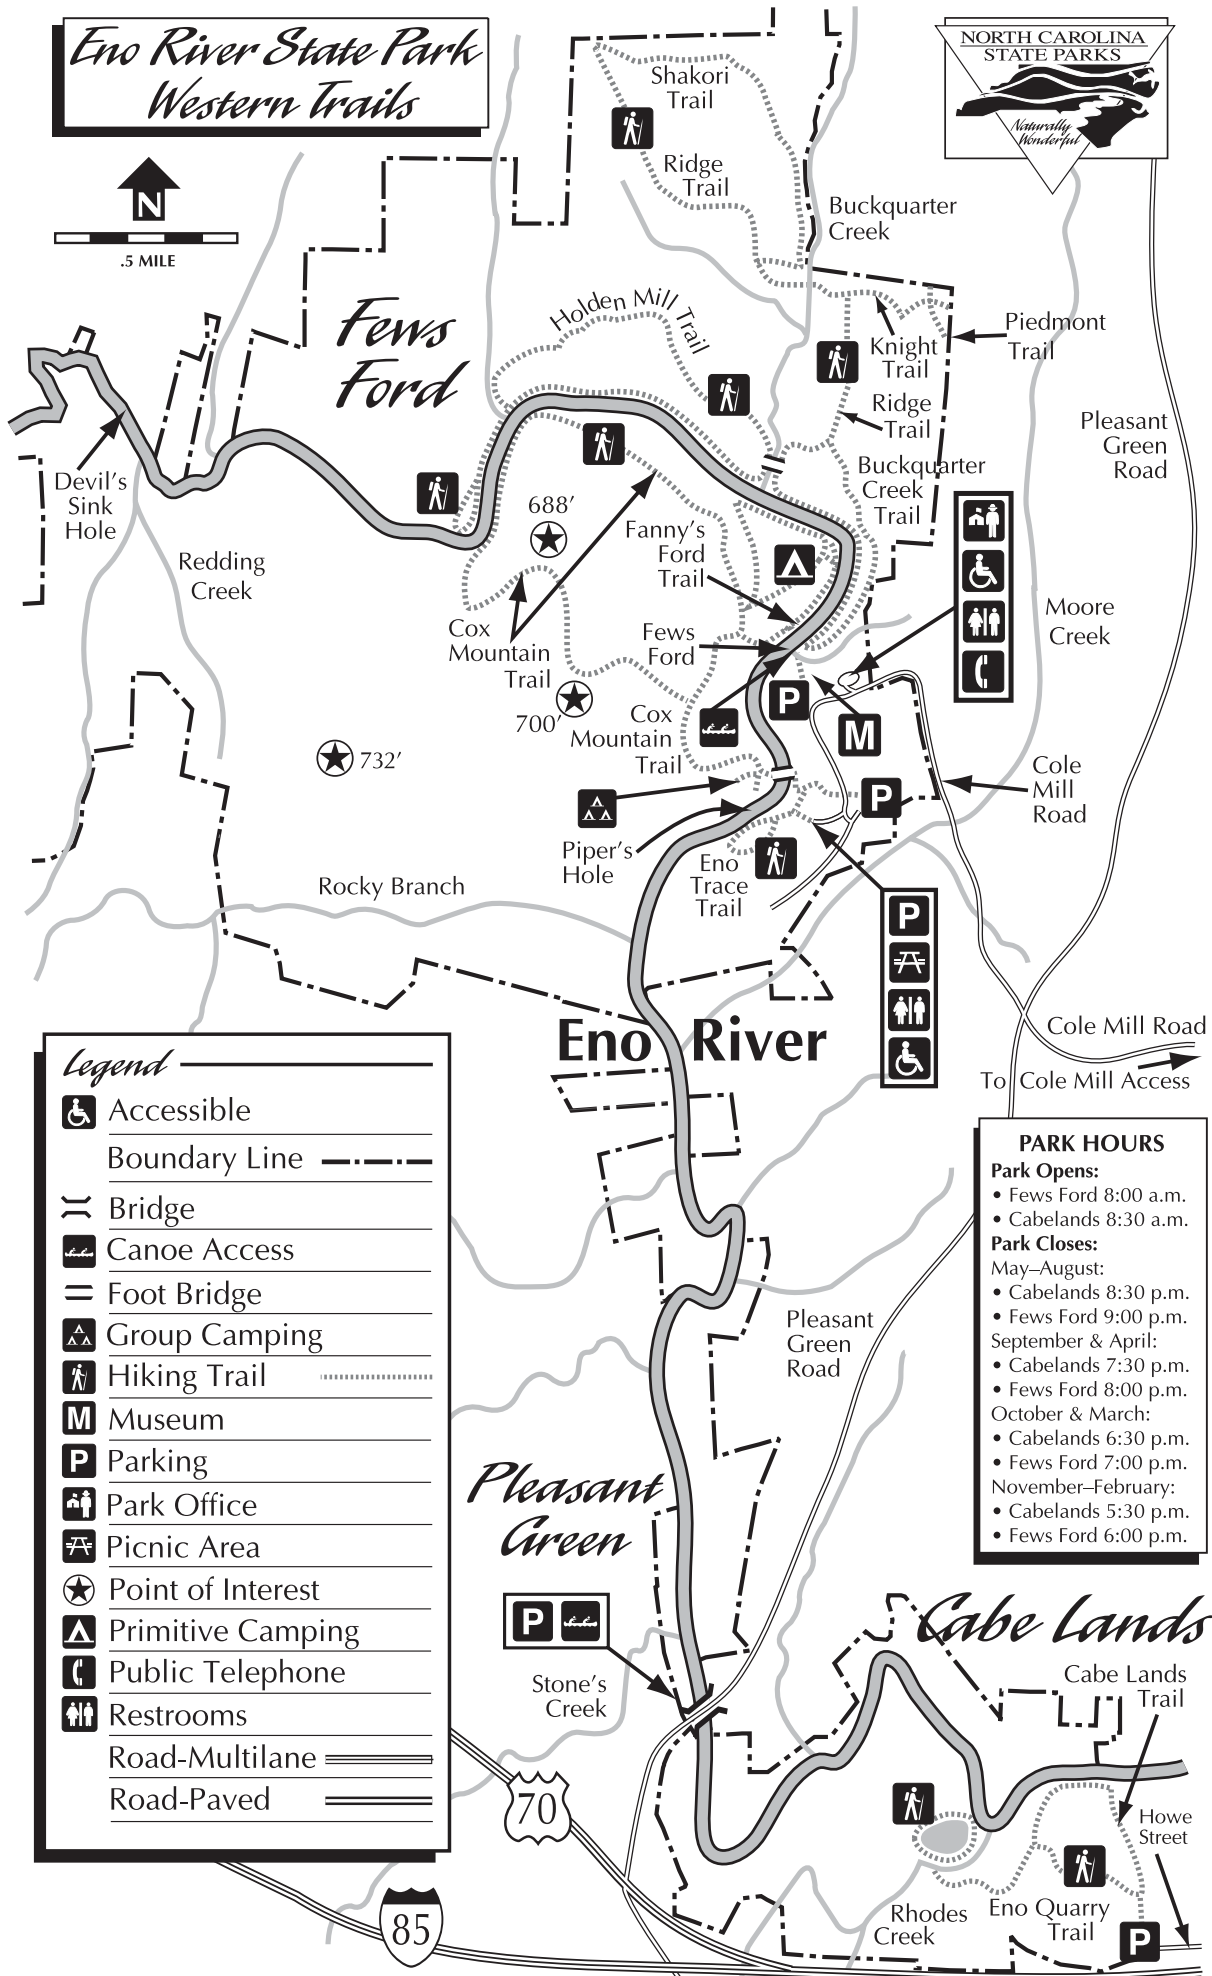 Eno River State Park
Western Trails
N
.5 MILE
NORTH CAROLINA
STATE PARKS
Naturally
Wonderful
Shakori
Trail
Ridge
Trail
Buckquarter
Creek
Holden Mill Trail
Fews
Ford
Knight
Trail
Piedmont
Trail
Ridge
Trail
Pleasant
Green
Road
Devil's
Sink
Hole
Redding
Creek
688'
Fanny's
Ford
Trail
Buckquarter
Creek
Trail
Moore
Creek
Cox
Mountain
Trail
Fews
Ford
P
M
700'
Cox
Mountain
Trail
732'
Cole
Mill
Road
P
Piper's
Hole
Eno
Trace
Trail
Rocky Branch
P
Eno River
Cole Mill Road
To Cole Mill Access
Legend
Accessible
Boundary Line
Bridge
Canoe Access
Foot Bridge
Group Camping
Hiking Trail
M Museum
P Parking
Park Office
Picnic Area
Point of Interest
Primitive Camping
Public Telephone
Restrooms
Road-Multilane
Road-Paved
PARK HOURS
Park Opens:
• Fews Ford 8:00 a.m.
• Cabelands 8:30 a.m.
Park Closes:
May–August:
• Cabelands 8:30 p.m.
• Fews Ford 9:00 p.m.
September & April:
• Cabelands 7:30 p.m.
• Fews Ford 8:00 p.m.
October & March:
• Cabelands 6:30 p.m.
• Fews Ford 7:00 p.m.
November–February:
• Cabelands 5:30 p.m.
• Fews Ford 6:00 p.m.
Pleasant
Green
Road
Pleasant
Green
P
Stone's
Creek
Cabe Lands
Cabe Lands
Trail
70
85
Howe
Street
Rhodes
Creek
Eno Quarry
Trail
P